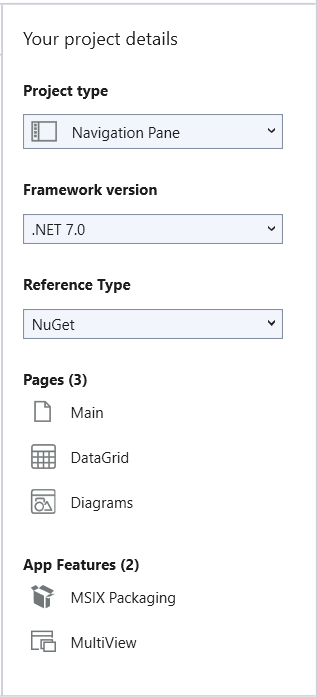 Your project details
Project type
Navigation Pane
Framework version
.NET 7.0
Reference Type
NuGet
Pages (3)
Main
DataGrid
Diagrams
App Features (2)
MSIX Packaging
MultiView